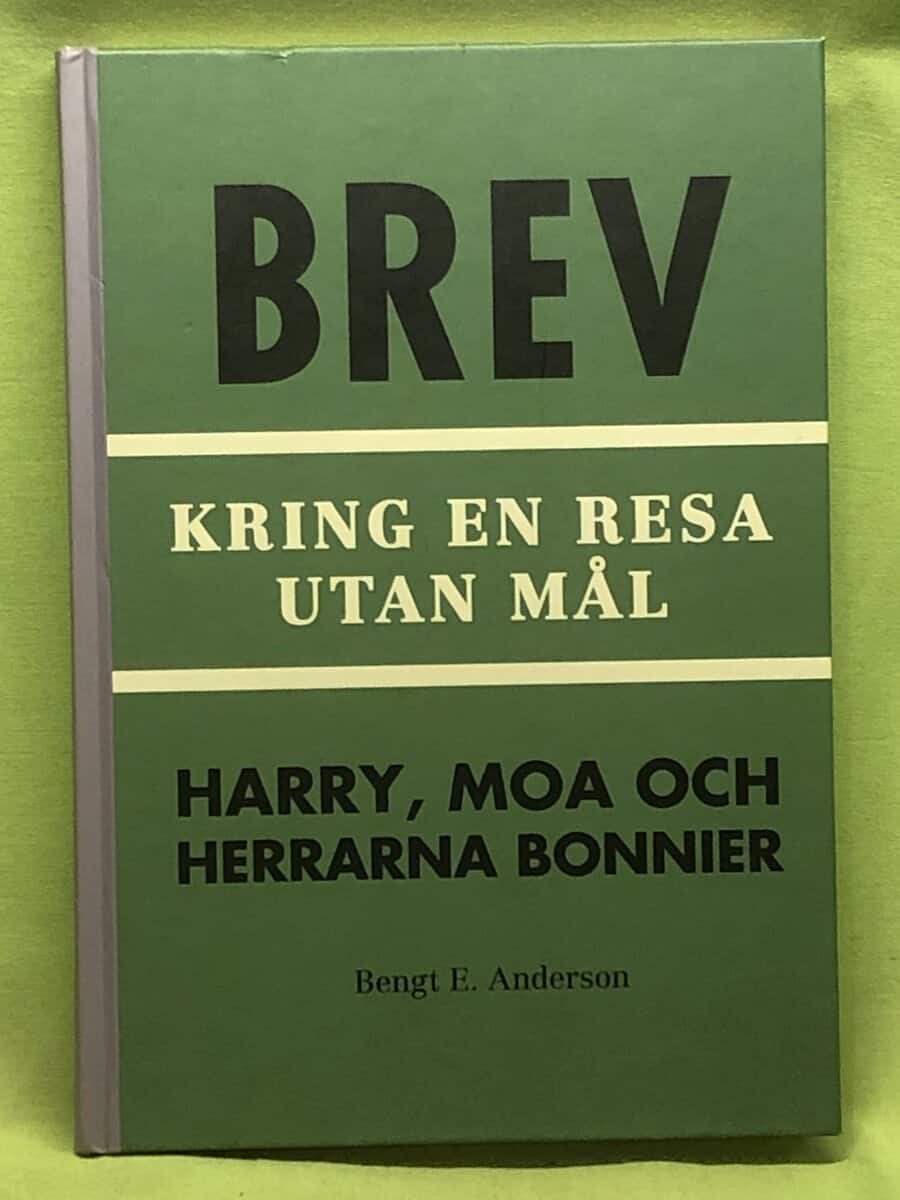 BREV
KRING EN RESA
UTAN MÅL
HARRY, MOA OCH
HERRARNA BONNIER
Bengt E. Anderson